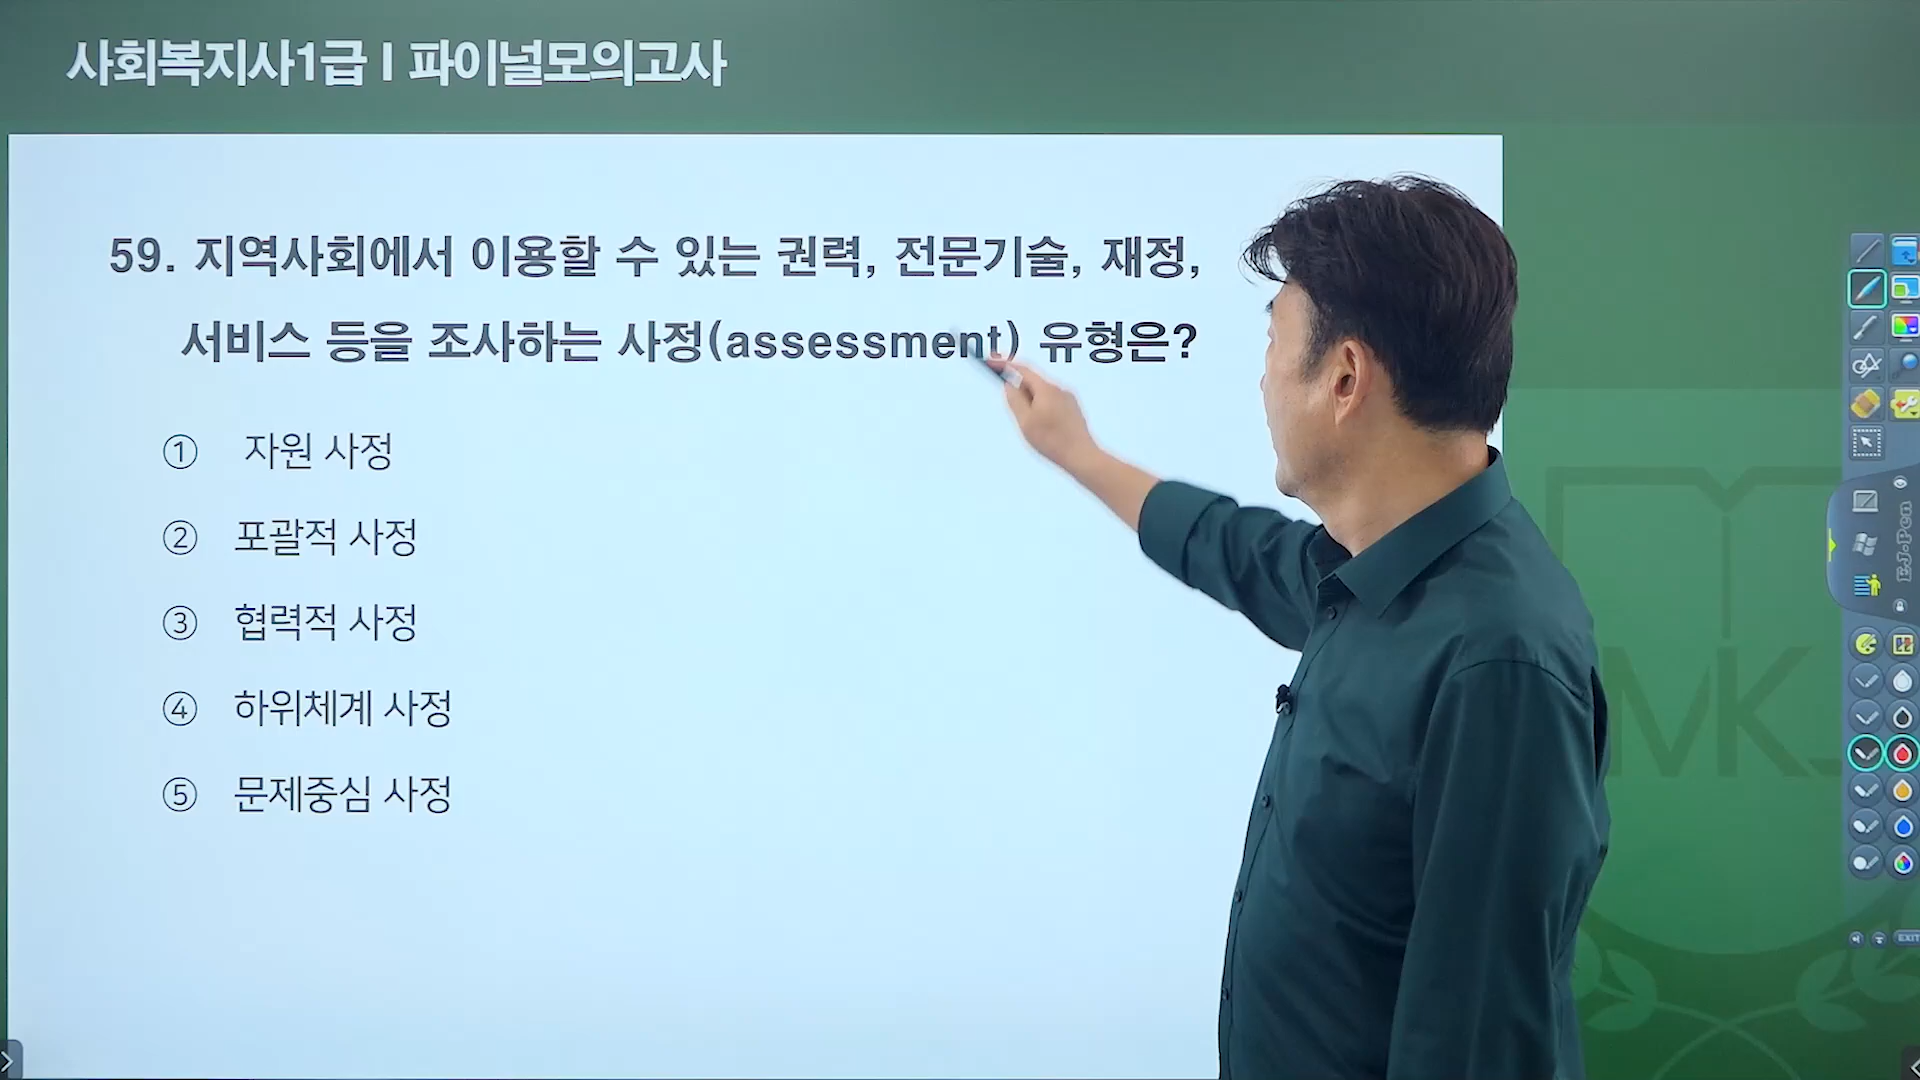 사회복지사1급 I 파이널모의고사
59. 지역사회에서 이용할 수 있는 권력, 전문기술, 재정,
서비스 등을 조사하는 사정(assessment) 유형은?
① 자원 사정
② 포괄적 사정
③ 협력적 사정
④ 하위체계 사정
⑤ 문제중심 사정
EJ-Pen
MK
EXIT